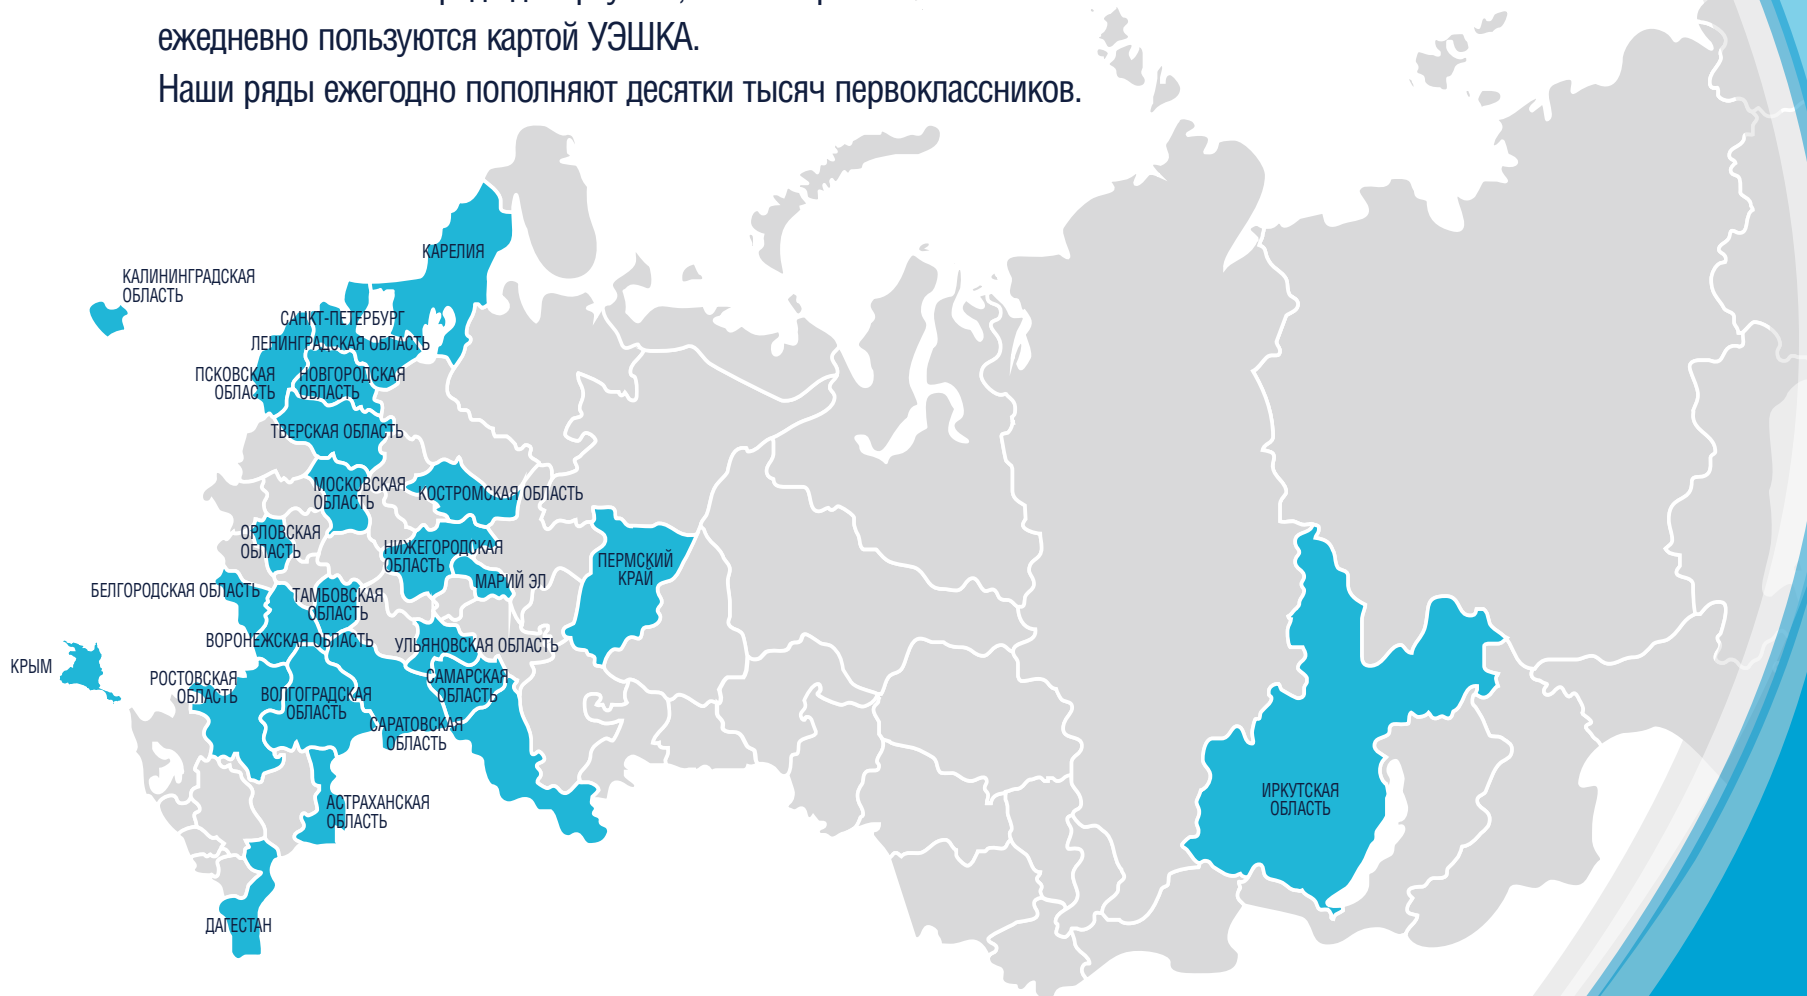 ежедневно пользуются картой УЭШКА.
Наши ряды ежегодно пополняют десятки тысяч первоклассников.
КАРЕЛИЯ
КАЛИНИНГРАДСКАЯ
ОБЛАСТЬ
САНКТ-ПЕТЕРБУРГ
ЛЕНИНГРАДСКАЯ ОБЛАСТЬ
ПСКОВСКАЯ
ОБЛАСТЬ
НОВГОРОДСКАЯ
ОБЛАСТЬ
ТВЕРСКАЯ ОБЛАСТЬ
МОСКОВСКАЯ
ОБЛАСТЬ
КОСТРОМСКАЯ ОБЛАСТЬ
ОРЛОВСКАЯ
ОБЛАСТЬ
НИЖЕГОРОДСКАЯ
ОБЛАСТЬ
ПЕРМСКИЙ
КРАЙ
МАРИЙ ЭЛ
БЕЛГОРОДСКАЯ ОБЛАСТЬ
ТАМБОВСКАЯ
ОБЛАСТЬ
ВОРОНЕЖСКАЯ ОБЛАСТЬ
УЛЬЯНОВСКАЯ ОБЛАСТЬ
КРЫМ
РОСТОВСКАЯ
ОБЛАСТЬ
ВОЛГОГРАДСКАЯ
ОБЛАСТЬ
САМАРСКАЯ
ОБЛАСТЬ
САРАТОВСКАЯ
ОБЛАСТЬ
АСТРАХАНСКАЯ
ОБЛАСТЬ
ИРКУТСКАЯ
ОБЛАСТЬ
ДАГЕСТАН